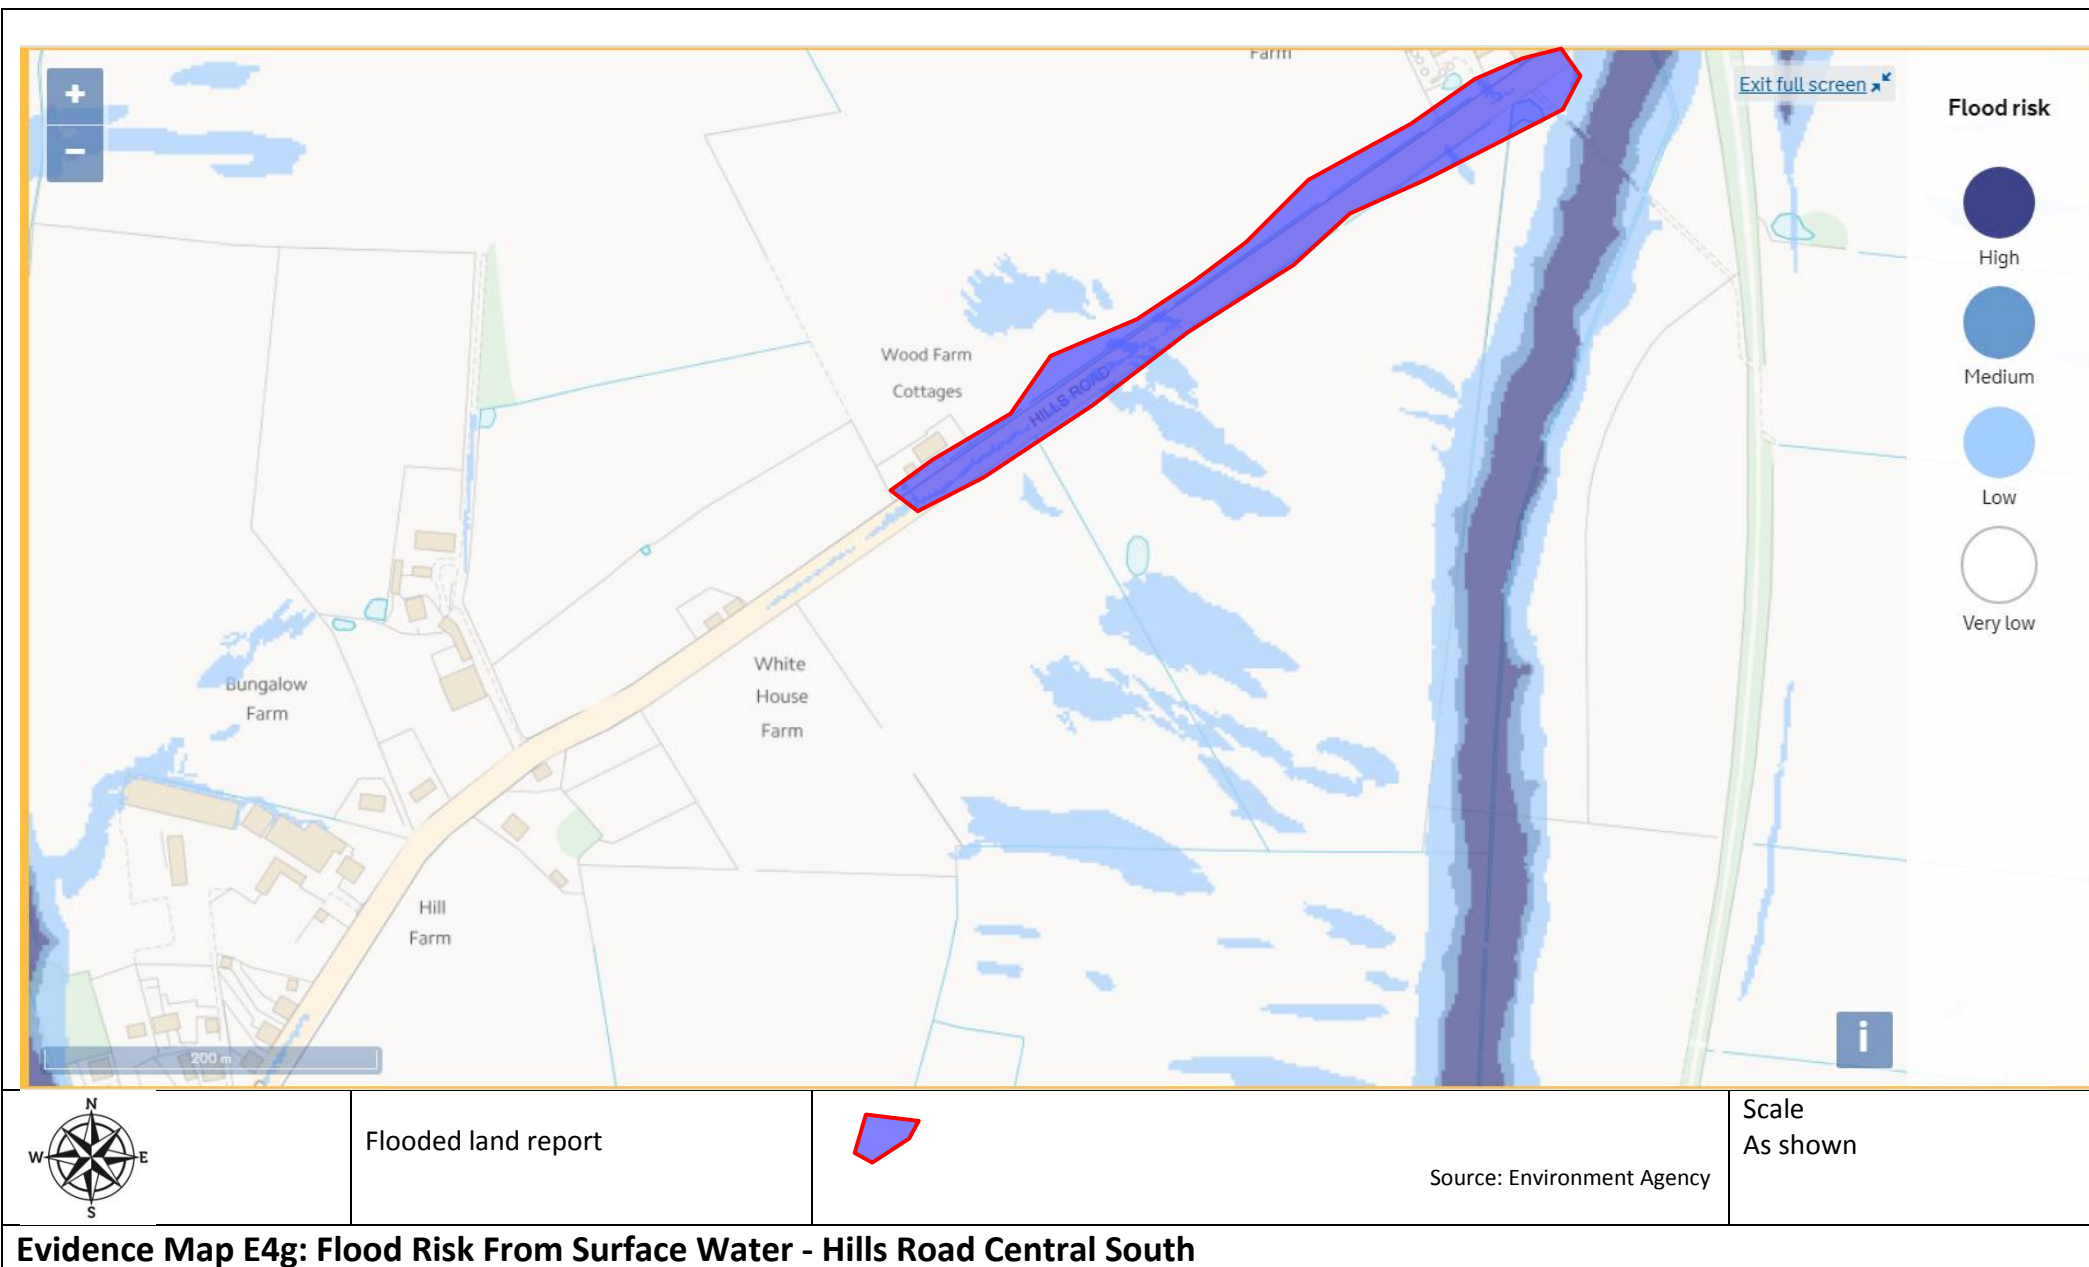 Farm
+
Exit full screen
-
Flood risk
High
Medium
Low
Very low
Wood Farm
Cottages
HILLS ROAD
White
House
Farm
Bungalow
Farm
Hill
Farm
200 m
i
N
W
E
S
Flooded land report
Source: Environment Agency
Scale
As shown
Evidence Map E4g: Flood Risk From Surface Water - Hills Road Central South